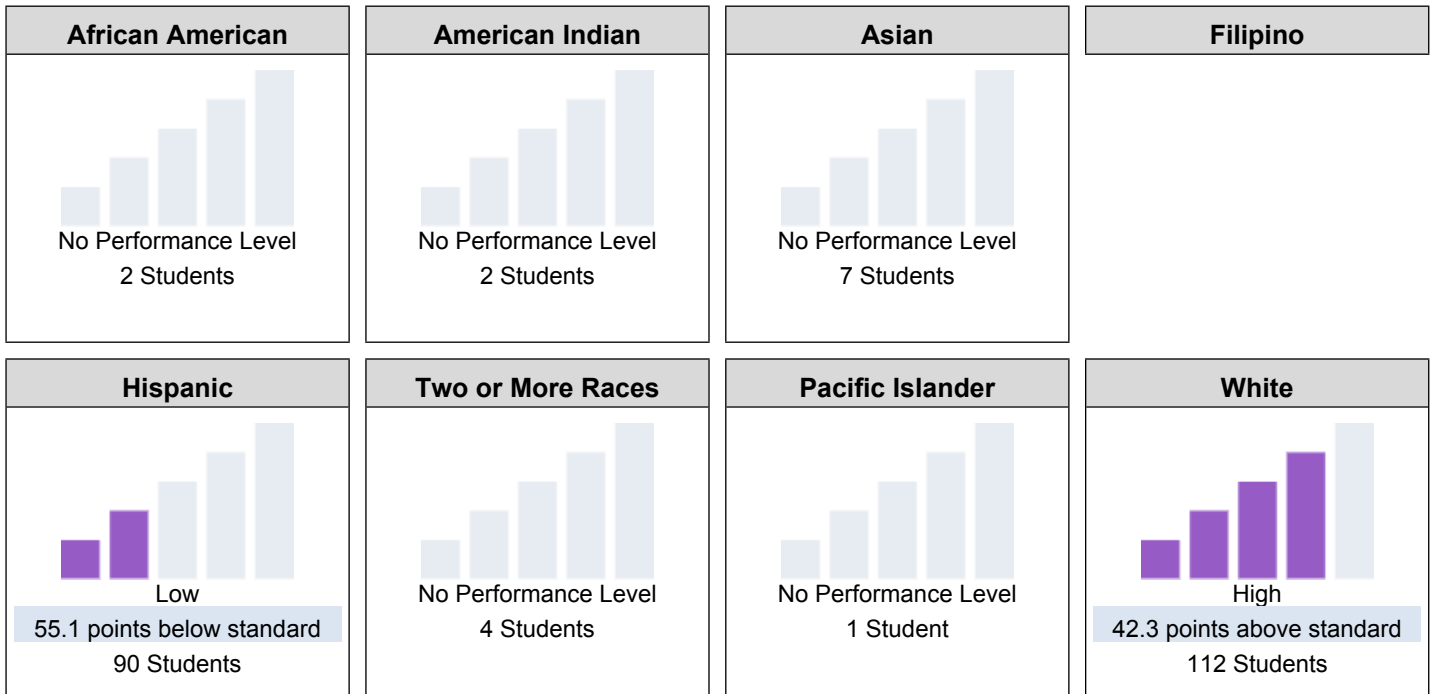 African American
No Performance Level
2 Students
American Indian
No Performance Level
2 Students
Asian
No Performance Level
7 Students
Filipino
Hispanic
Low
55.1 points below standard
90 Students
Two or More Races
No Performance Level
4 Students
Pacific Islander
No Performance Level
1 Student
White
High
42.3 points above standard
112 Students